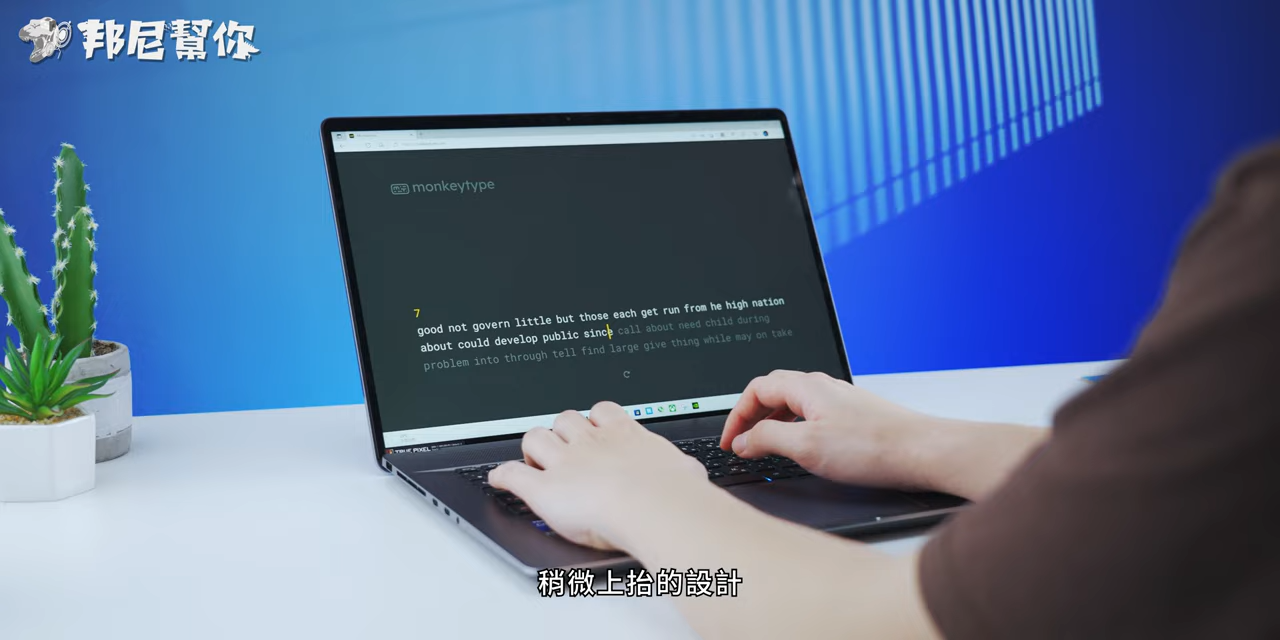 邦尼幫你
monkeytype
7
good not govern little but those each get run from he high nation
about could develop public since call about need child during
problem into through tell find large give thing while may on take
TRUE PIXEL
稍微上抬的設計